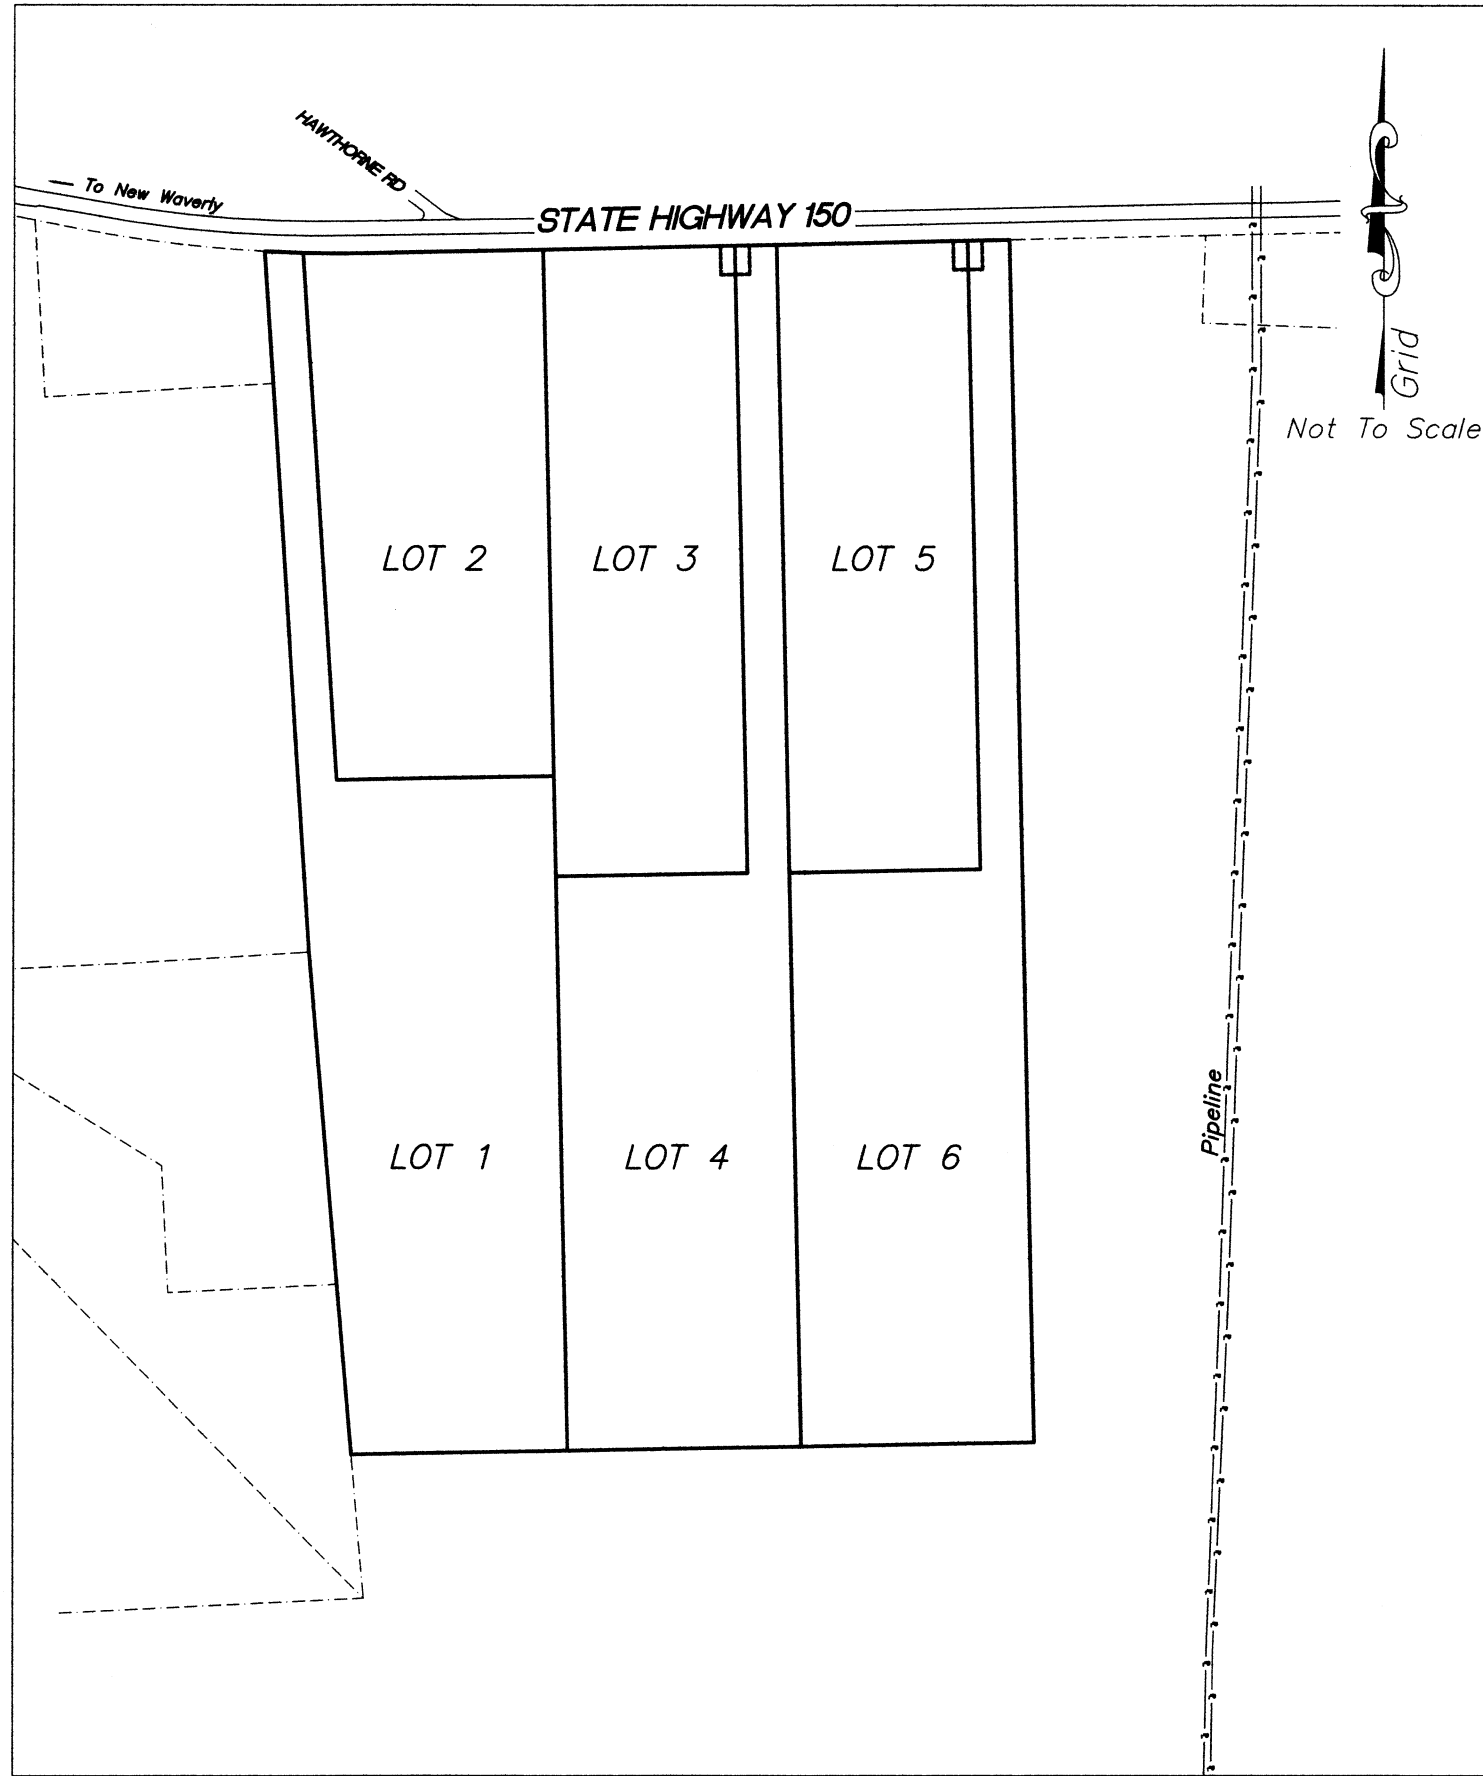 HAWTHORNE RD
— To New Waverly
STATE HIGHWAY 150
Grid
Not To Scale
LOT 2
LOT 3
LOT 5
Pipeline
LOT 1
LOT 4
LOT 6